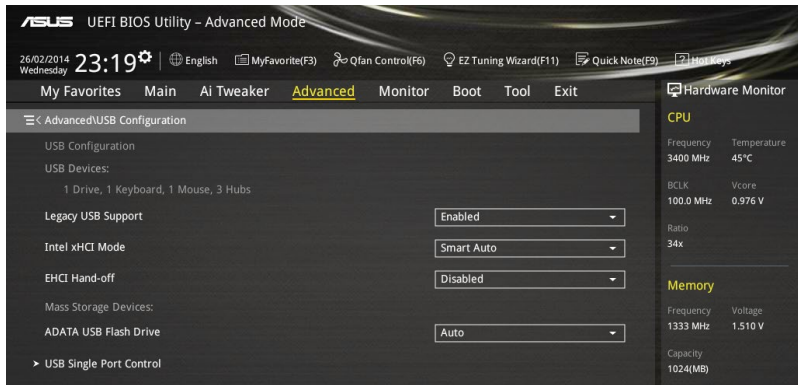 ASUS UEFI BIOS Utility – Advanced Mode
26/02/2014
Wednesday
23:19
English
MyFavorite(F3)
Qfan Control(F6)
EZ Tuning Wizard(F11)
Quick Note(F9)
? Hot Keys
My Favorites Main Ai Tweaker Advanced Monitor Boot Tool Exit
< Advanced\USB Configuration
USB Configuration
USB Devices:
1 Drive, 1 Keyboard, 1 Mouse, 3 Hubs
Legacy USB Support Enabled
Intel xHCI Mode Smart Auto
EHCI Hand-off Disabled
Mass Storage Devices:
ADATA USB Flash Drive Auto
> USB Single Port Control
Hardware Monitor
CPU
Frequency Temperature
3400 MHz 45°C
BCLK Vcore
100.0 MHz 0.976 V
Ratio
34x
Memory
Frequency Voltage
1333 MHz 1.510 V
Capacity
1024(MB)